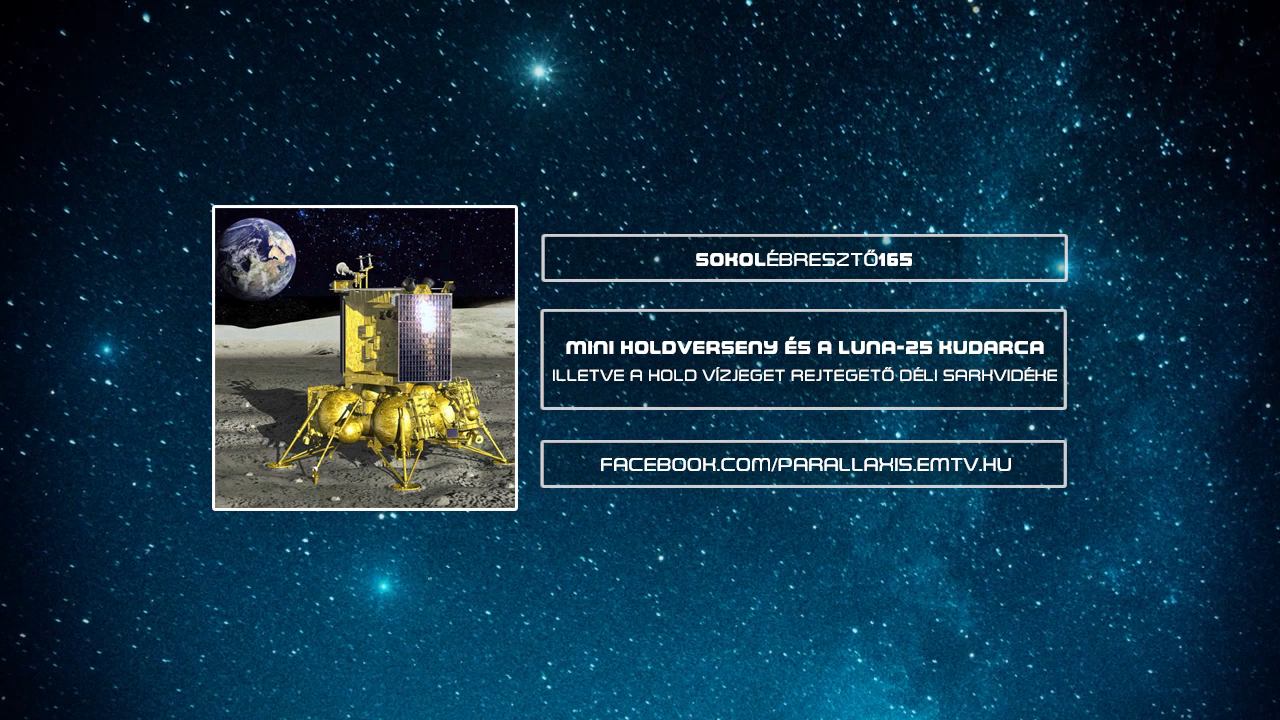 SOKOLÉBRESZTŐ165
MINI HOLDVERSENY ÉS A LUNA-25 KUDARCA
ILLETVE A HOLD VÍZJEGET REJTEGETŐ DÉLI SARKVIDÉKE
FACEBOOK.COM/PARALLAXIS.EMTV.HU